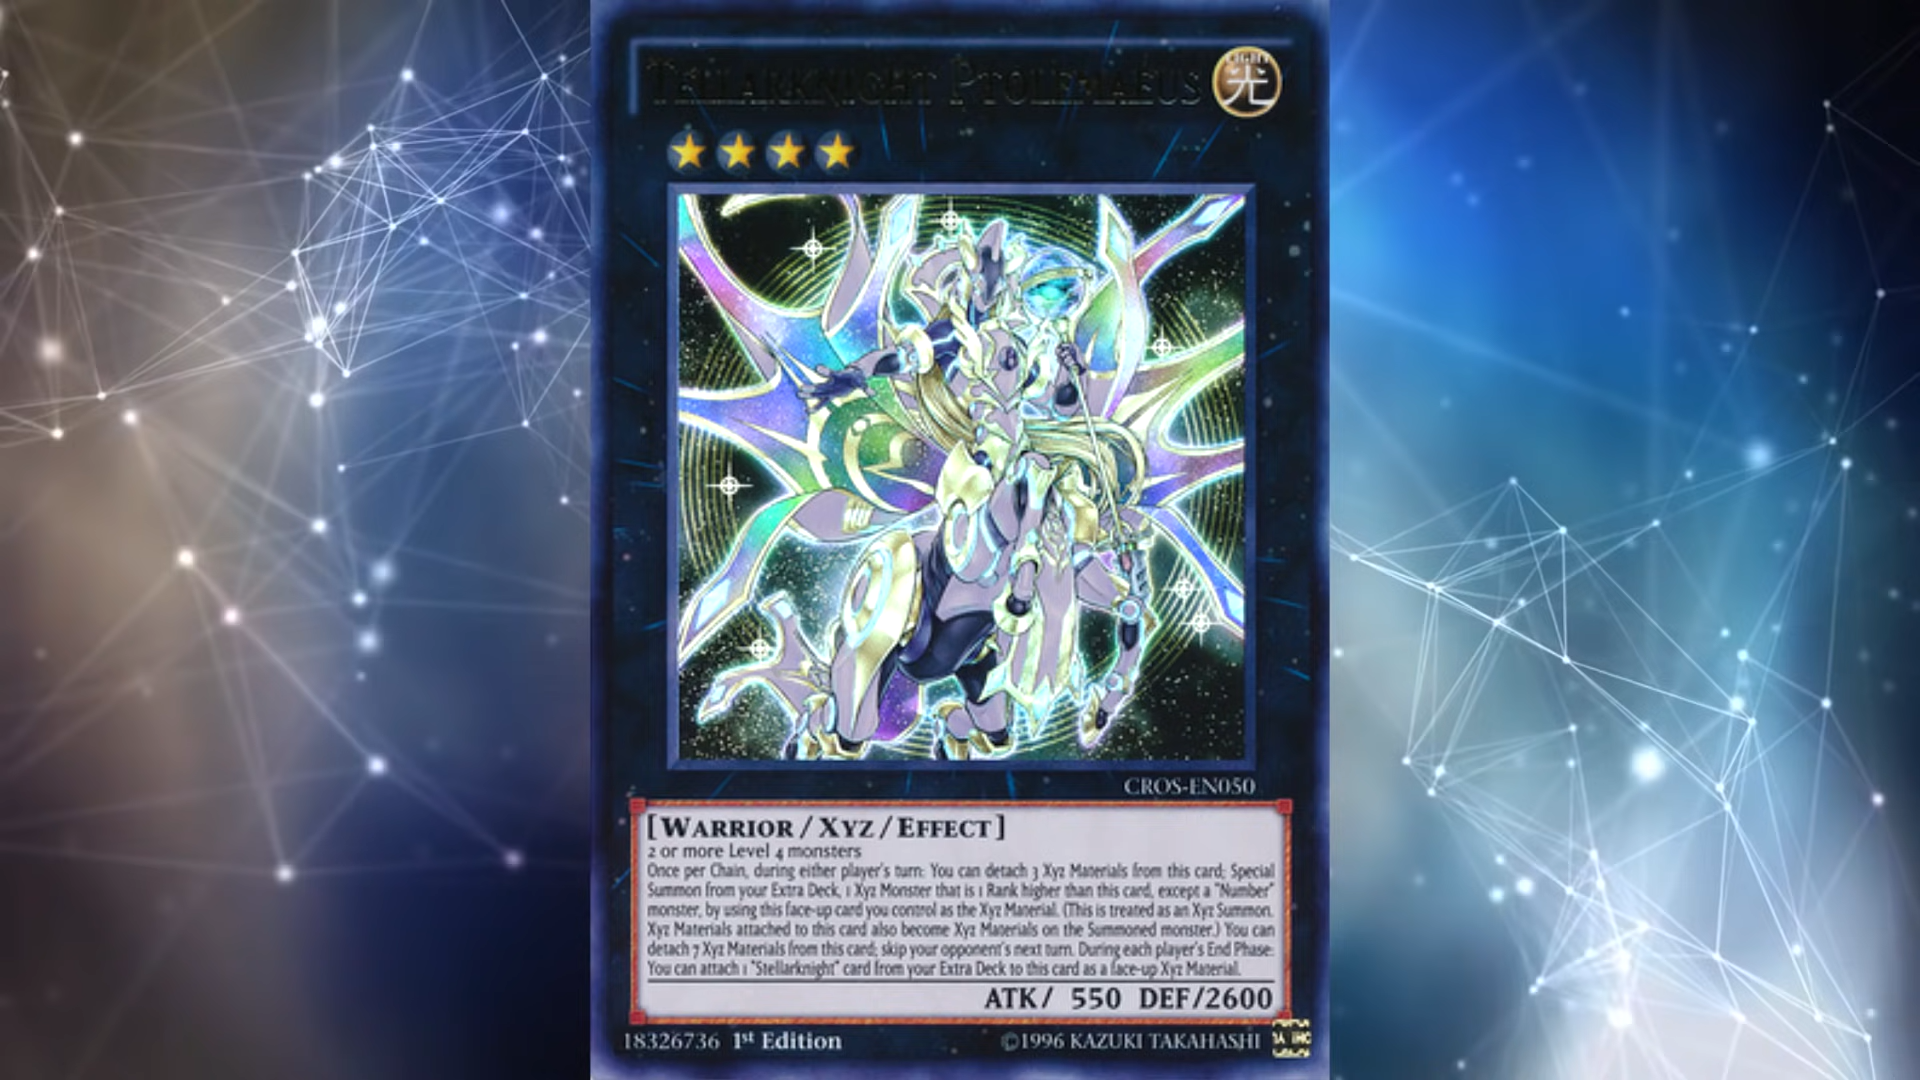 TELLARKNIGHT PTOLEMAEUS
LIGHT
光
CROS-EN050
[WARRIOR/XYZ/EFFECT]
2 or more Level 4 monsters
Once per Chain, during either player's turn: You can detach 3 Xyz Materials from this card; Special
Summon from your Extra Deck, 1 Xyz Monster that is 1 Rank higher than this card, except a "Number"
monster, by using this face-up card you control as the Xyz Material. (This is treated as an Xyz Summon.
Xyz Materials attached to this card also become Xyz Materials on the Summoned monster.) You can
detach 7 Xyz Materials from this card; skip your opponent's next turn. During each player's End Phase:
You can attach 1 "Stellarknight" card from your Extra Deck to this card as a face-up Xyz Material.
ATK/ 550 DEF/2600
18326736 1st Edition ©1996 KAZUKI TAKAHASHI